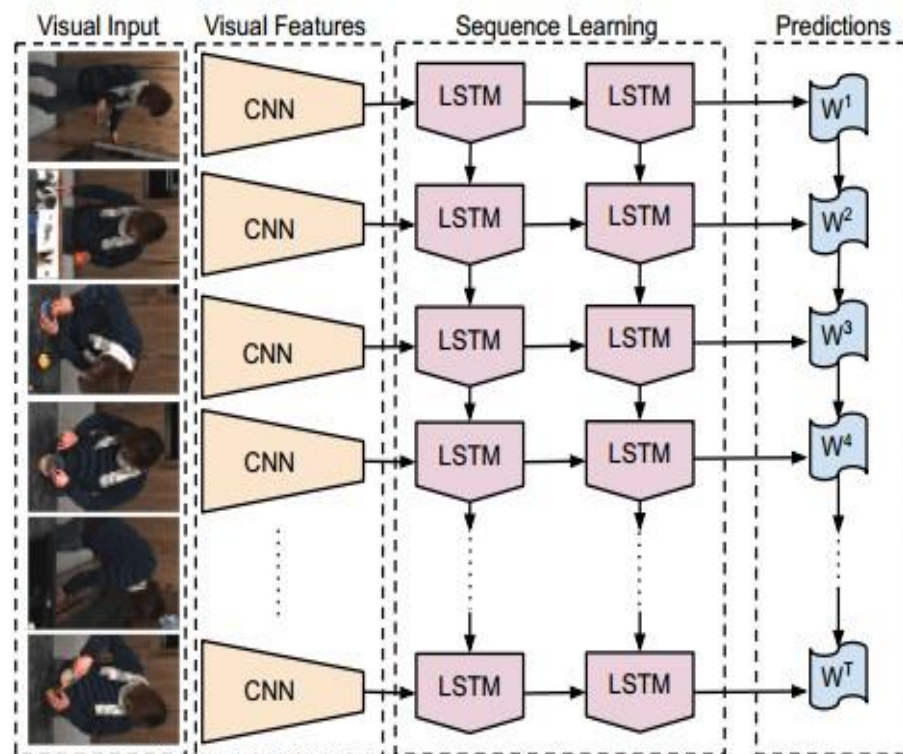 Visual Input Visual Features Sequence Learning Predictions
CNN LSTM LSTM W¹
CNN LSTM LSTM W²
CNN LSTM LSTM W³
CNN LSTM LSTM W⁴
CNN LSTM LSTM Wᵀ